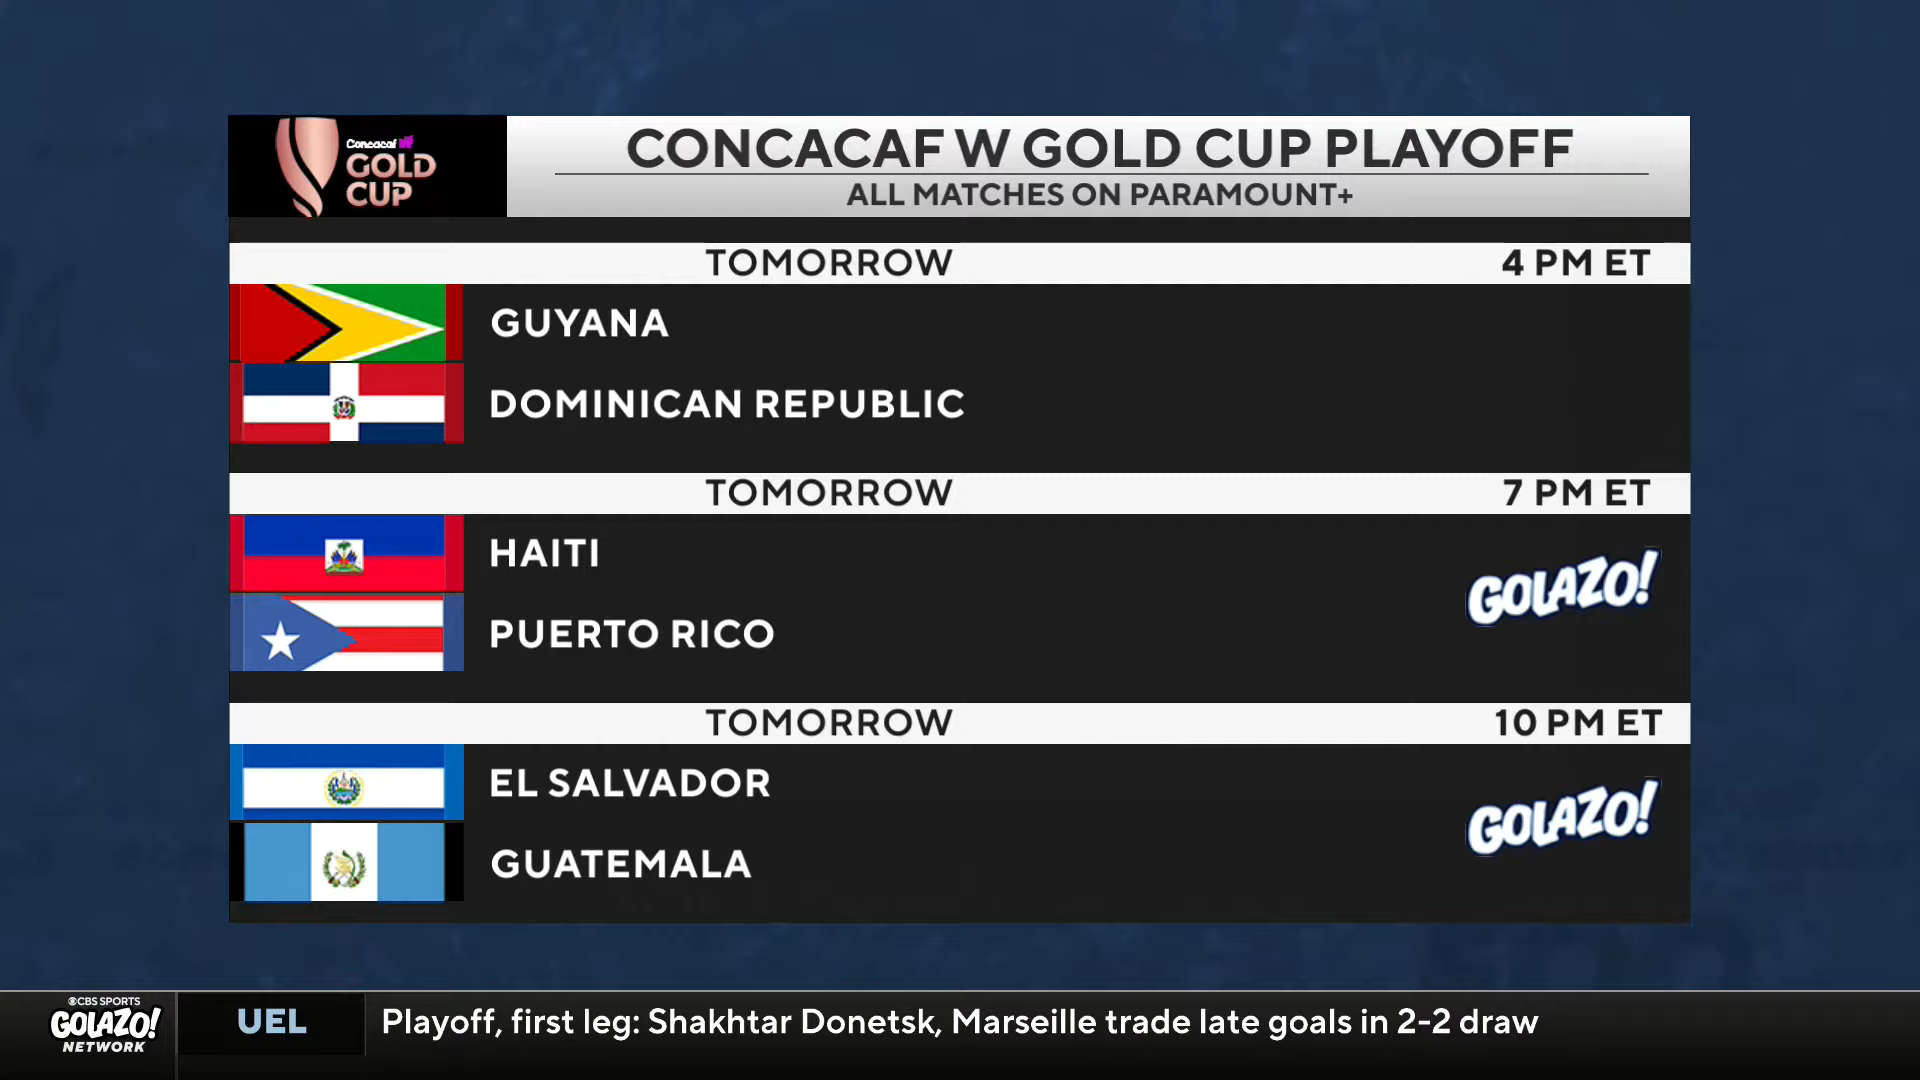 Concacaf W
GOLD
CUP
CONCACAF W GOLD CUP PLAYOFF
ALL MATCHES ON PARAMOUNT+
TOMORROW 4 PM ET
GUYANA
DOMINICAN REPUBLIC
TOMORROW 7 PM ET
HAITI
GOLAZO!
PUERTO RICO
TOMORROW 10 PM ET
EL SALVADOR
GOLAZO!
GUATEMALA
CBS SPORTS
GOLAZO!
NETWORK
UEL Playoff, first leg: Shakhtar Donetsk, Marseille trade late goals in 2-2 draw